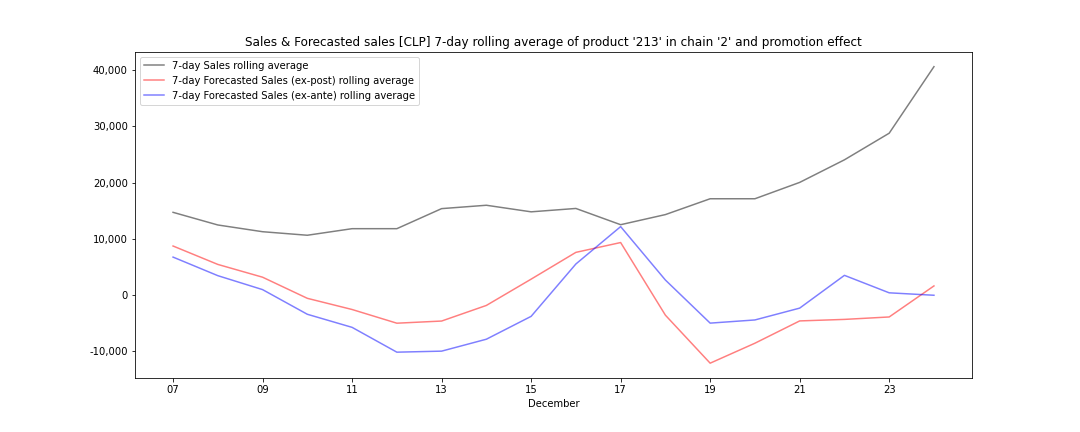 Sales & Forecasted sales [CLP] 7-day rolling average of product '213' in chain '2' and promotion effect
7-day Sales rolling average
7-day Forecasted Sales (ex-post) rolling average
7-day Forecasted Sales (ex-ante) rolling average
40,000
30,000
20,000
10,000
0
-10,000
07 09 11 13 15 17 19 21 23
December